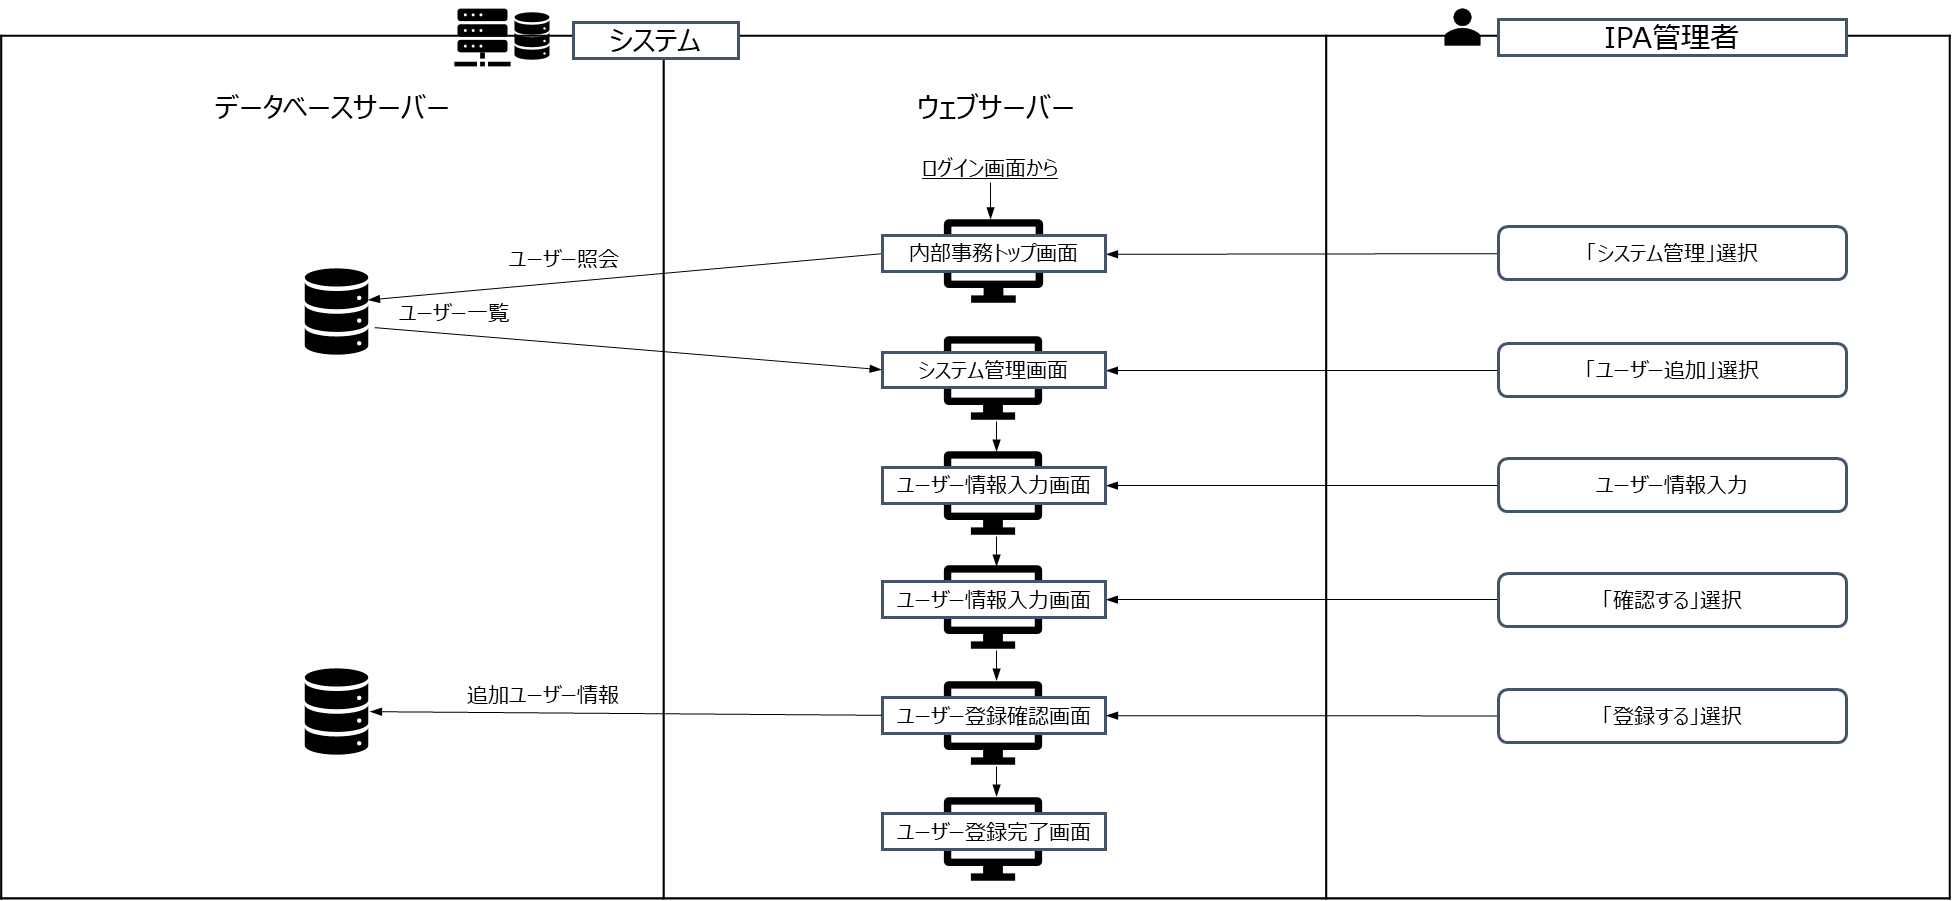 システム
IPA管理者
データベースサーバー
ウェブサーバー
ログイン画面から
ユーザー照会
内部事務トップ画面
「システム管理」選択
ユーザー一覧
システム管理画面
「ユーザー追加」選択
ユーザー情報入力画面
ユーザー情報入力
ユーザー情報入力画面
「確認する」選択
追加ユーザー情報
ユーザー登録確認画面
「登録する」選択
ユーザー登録完了画面